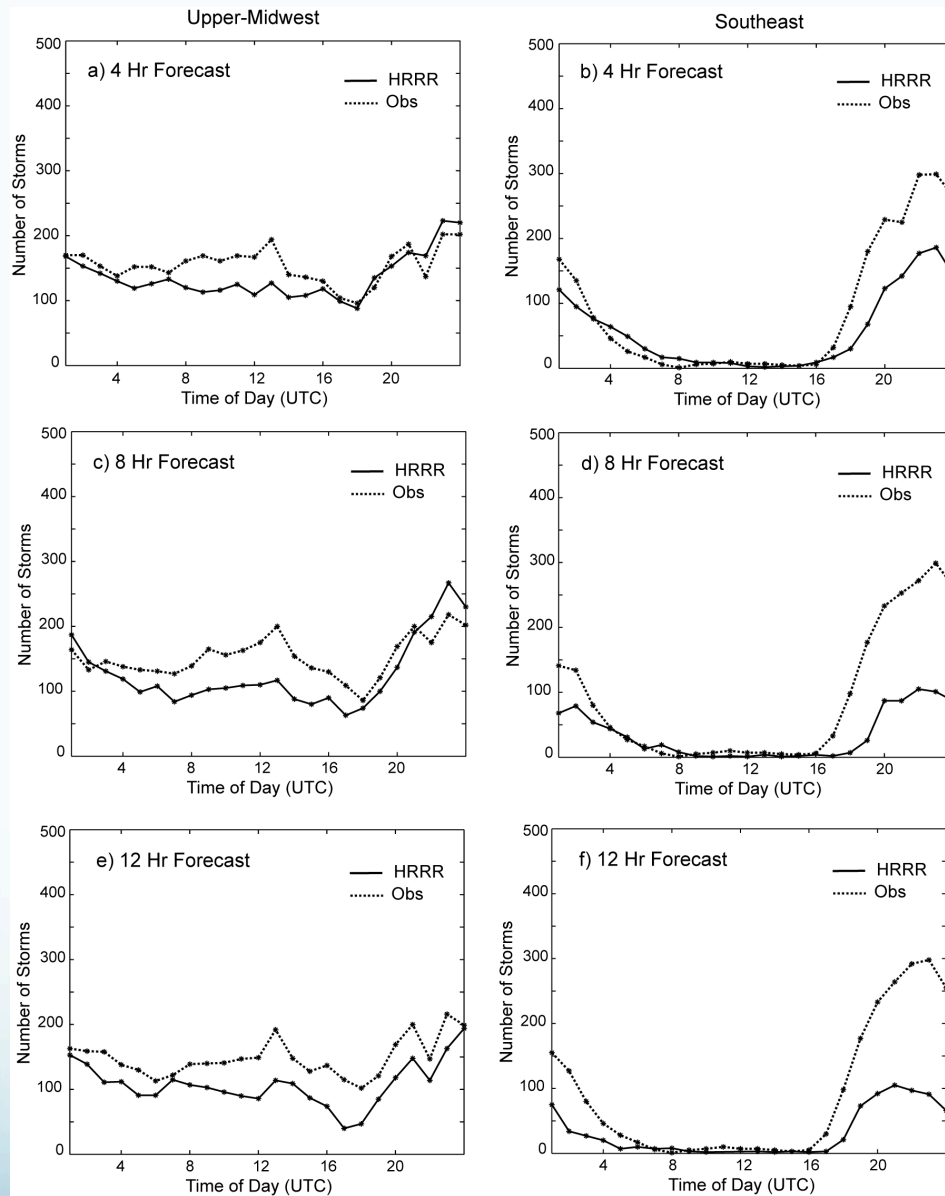 Upper-Midwest
500
400
300
200
100
0
Number of Storms
a) 4 Hr Forecast
HRRR
Obs
4
8
12
16
20
Time of Day (UTC)
Southeast
500
400
300
200
100
0
Number of Storms
b) 4 Hr Forecast
HRRR
Obs
4
8
12
16
20
Time of Day (UTC)
500
400
300
200
100
0
Number of Storms
c) 8 Hr Forecast
HRRR
Obs
4
8
12
16
20
Time of Day (UTC)
500
400
300
200
100
0
Number of Storms
d) 8 Hr Forecast
HRRR
Obs
4
8
12
16
20
Time of Day (UTC)
500
400
300
200
100
0
Number of Storms
e) 12 Hr Forecast
HRRR
Obs
4
8
12
16
20
Time of Day (UTC)
500
400
300
200
100
0
Number of Storms
f) 12 Hr Forecast
HRRR
Obs
4
8
12
16
20
Time of Day (UTC)